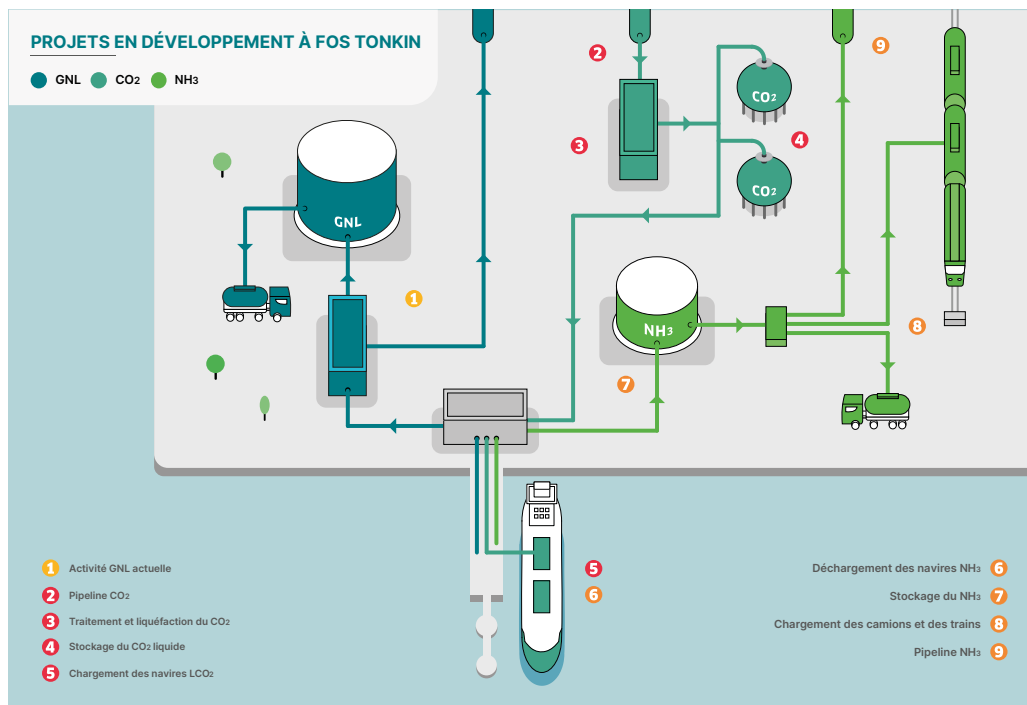 PROJETS EN DÉVELOPPEMENT À FOS TONKIN
GNL CO2 NH3
2
9
CO2
3
4
CO2
GNL
1
NH3
8
7
5
6
1 Activité GNL actuelle
2 Pipeline CO2
3 Traitement et liquéfaction du CO2
4 Stockage du CO2 liquide
5 Chargement des navires LCO2
Déchargement des navires NH3 6
Stockage du NH3 7
Chargement des camions et des trains 8
Pipeline NH3 9